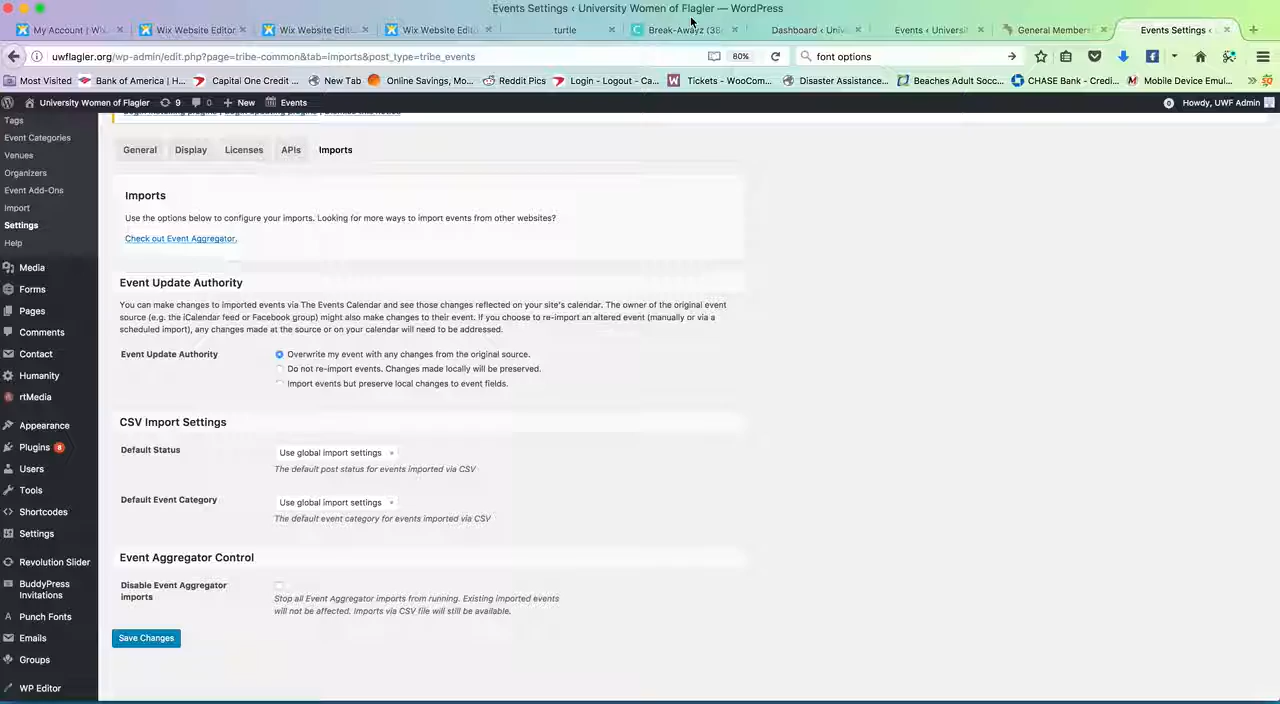 Events Settings ‹ University Women of Flagler — WordPress
My Account | Wi
Wix Website Editor
Wix Website Edit
Wix Website Edito
turtle
Break-Awayz (38
Dashboard ‹ Univ
Events ‹ Universit
General Members
Events Settings ‹
uwflagler.org/wp-admin/edit.php?page=tribe-common&tab=imports&post_type=tribe_events
80%
font options
Most Visited
Bank of America | H...
Capital One Credit ...
New Tab
Online Savings, Mo...
Reddit Pics
Login - Logout - Ca...
Tickets - WooCom...
Disaster Assistance...
Beaches Adult Socc...
CHASE Bank - Credi...
Mobile Device Emul...
University Women of Flagler
9
0
+ New
Events
0
Howdy, UWF Admin
Tags
Event Categories
Venues
Organizers
Event Add-Ons
Import
Settings
Help
Media
Forms
Pages
Comments
Contact
Humanity
rtMedia
Appearance
Plugins 8
Users
Tools
Shortcodes
Settings
Revolution Slider
BuddyPress
Invitations
Punch Fonts
Emails
Groups
WP Editor
General
Display
Licenses
APIs
Imports
Imports
Use the options below to configure your imports. Looking for more ways to import events from other websites?
Check out Event Aggregator.
Event Update Authority
You can make changes to imported events via The Events Calendar and see those changes reflected on your site's calendar. The owner of the original event
source (e.g. the iCalendar feed or Facebook group) might also make changes to their event. If you choose to re-import an altered event (manually or via a
scheduled import), any changes made at the source or on your calendar will need to be addressed.
Event Update Authority
Overwrite my event with any changes from the original source.
Do not re-import events. Changes made locally will be preserved.
Import events but preserve local changes to event fields.
CSV Import Settings
Default Status
Use global import settings
The default post status for events imported via CSV
Default Event Category
Use global import settings
The default event category for events imported via CSV
Event Aggregator Control
Disable Event Aggregator
imports
Stop all Event Aggregator imports from running. Existing imported events
will not be affected. Imports via CSV file will still be available.
Save Changes